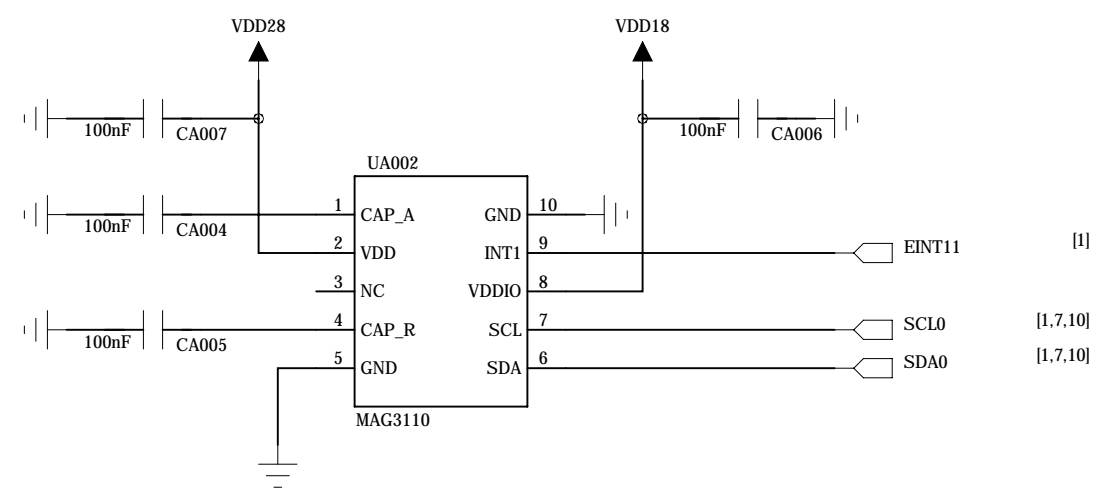 VDD28
VDD18
100nF
CA007
100nF
CA006
UA002
1
CAP_A
GND
10
100nF
CA004
2
VDD
INT1
9
EINT11
[1]
3
NC
VDDIO
8
4
CAP_R
SCL
7
SCL0
[1,7,10]
100nF
CA005
5
GND
SDA
6
SDA0
[1,7,10]
MAG3110